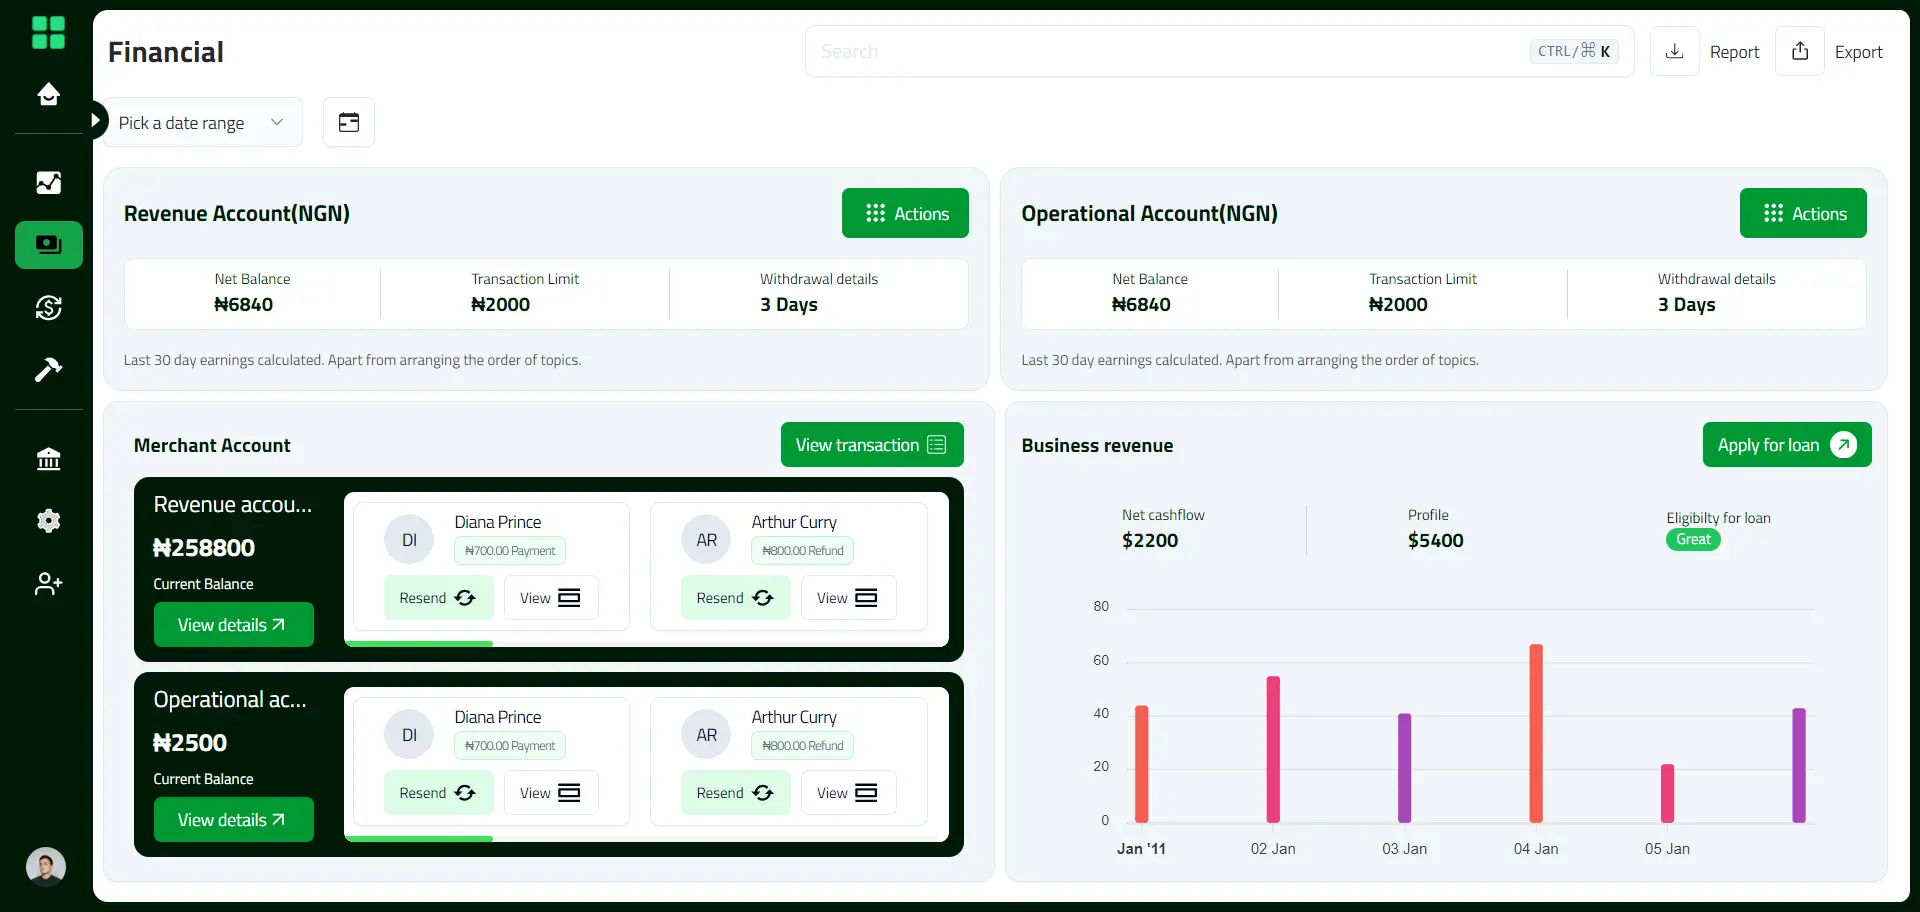 Financial
Search
CTRL/⌘ K
Report
Export
Pick a date range
Revenue Account(NGN)
Actions
Net Balance
Transaction Limit
Withdrawal details
₦6840
₦2000
3 Days
Last 30 day earnings calculated. Apart from arranging the order of topics.
Operational Account(NGN)
Actions
Net Balance
Transaction Limit
Withdrawal details
₦6840
₦2000
3 Days
Last 30 day earnings calculated. Apart from arranging the order of topics.
Merchant Account
View transaction
Revenue accou...
₦258800
Current Balance
View details
DI
Diana Prince
₦700.00 Payment
Resend
View
AR
Arthur Curry
₦800.00 Refund
Resend
View
Operational ac...
₦2500
Current Balance
View details
DI
Diana Prince
₦700.00 Payment
Resend
View
AR
Arthur Curry
₦800.00 Refund
Resend
View
Business revenue
Apply for loan
Net cashflow
$2200
Profile
$5400
Eligibilty for loan
Great
80
60
40
20
0
Jan '11
02 Jan
03 Jan
04 Jan
05 Jan